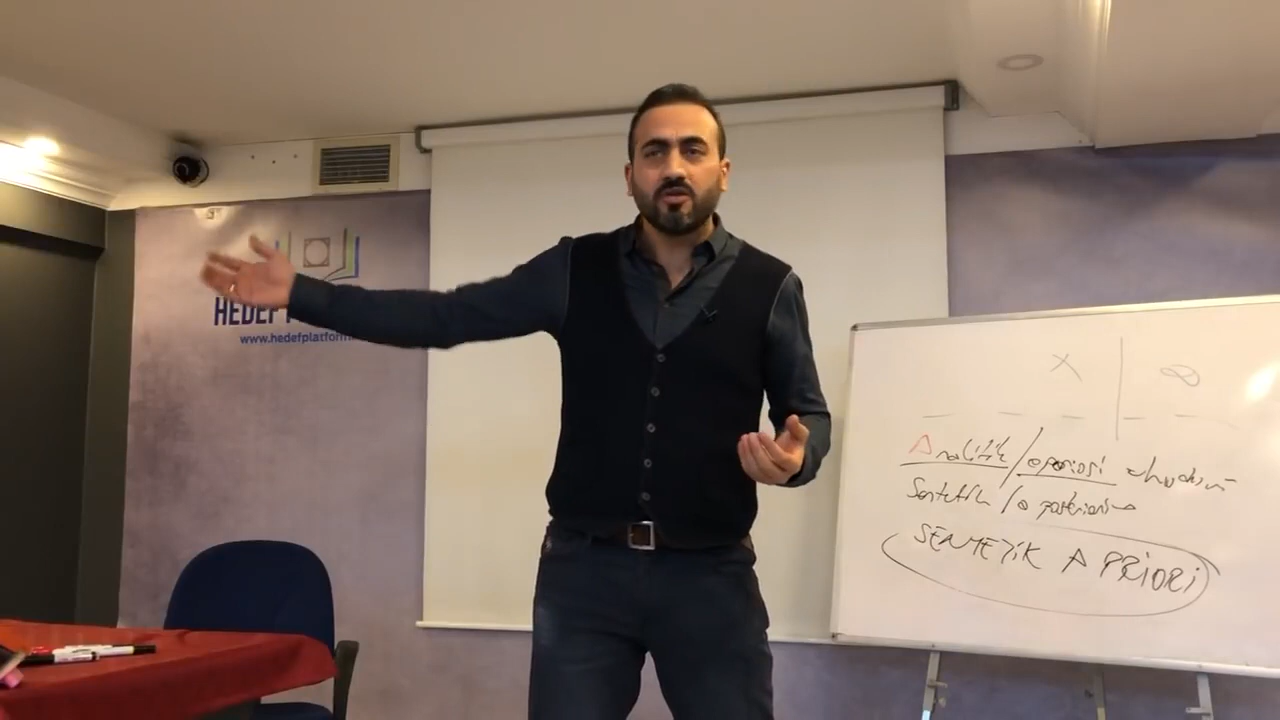 HEDEF
www.hedefplatform
X ∞
Analitik / apriori
Sentetik / a posteriori
SENTETİK A PRİORİ